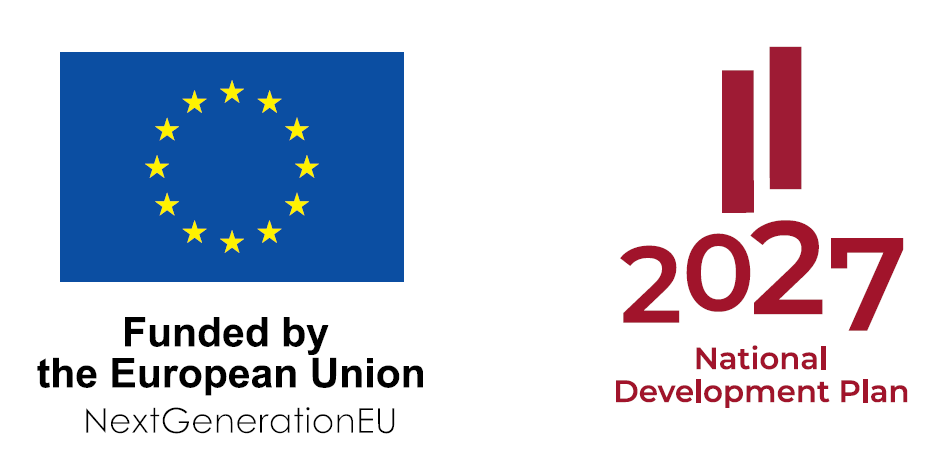 Funded by
the European Union
NextGenerationEU
2027
National
Development Plan